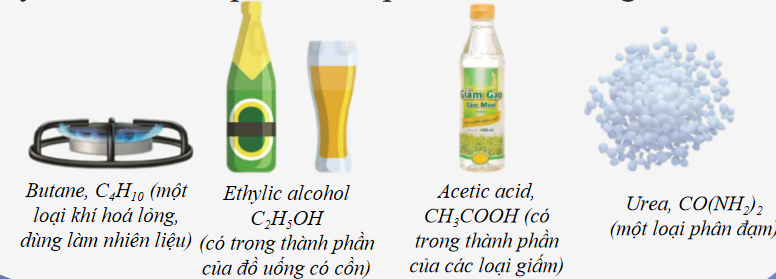 Butane, C₄H₁₀ (một
loại khí hoá lỏng,
dùng làm nhiên liệu)
Ethylic alcohol
C₂H₅OH
(có trong thành phần
của đồ uống có cồn)
Giấm Gạo
Lên Men
Acetic acid,
CH₃COOH (có
trong thành phần
của các loại giấm)
Urea, CO(NH₂)₂
(một loại phân đạm)